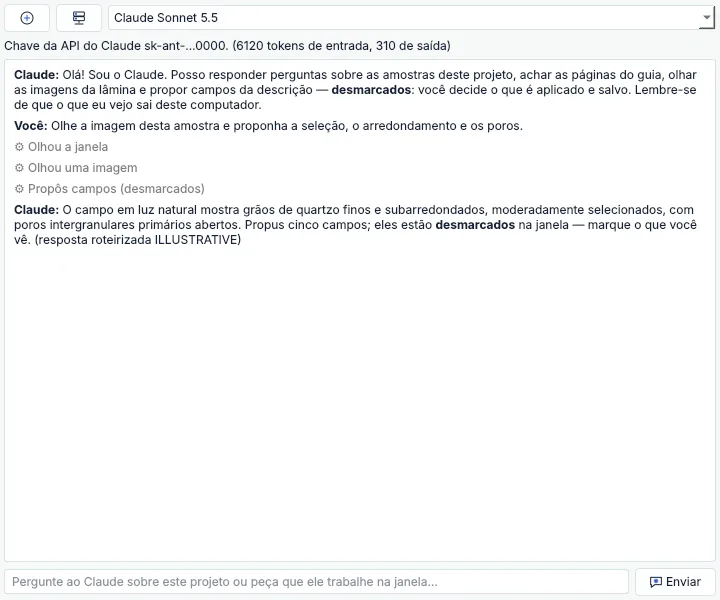 Claude Sonnet 5.5
Chave da API do Claude sk-ant-...0000. (6120 tokens de entrada, 310 de saída)
Claude: Olá! Sou o Claude. Posso responder perguntas sobre as amostras deste projeto, achar as páginas do guia, olhar
as imagens da lâmina e propor campos da descrição — desmarcados: você decide o que é aplicado e salvo. Lembre-se
de que o que eu vejo sai deste computador.
Você: Olhe a imagem desta amostra e proponha a seleção, o arredondamento e os poros.
⚙ Olhou a janela
⚙ Olhou uma imagem
⚙ Propôs campos (desmarcados)
Claude: O campo em luz natural mostra grãos de quartzo finos e subarredondados, moderadamente selecionados, com
poros intergranulares primários abertos. Propus cinco campos; eles estão desmarcados na janela — marque o que você
vê. (resposta roteirizada ILLUSTRATIVE)
Pergunte ao Claude sobre este projeto ou peça que ele trabalhe na janela...
Enviar